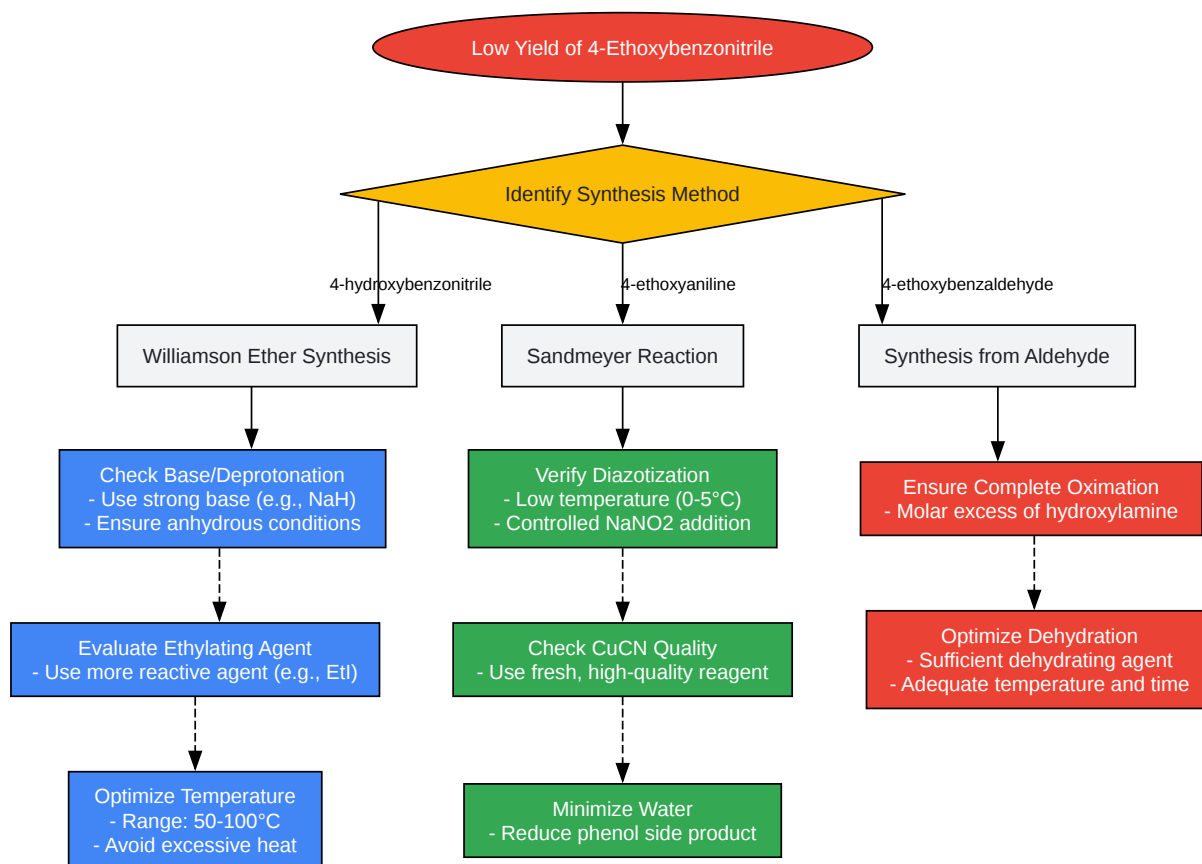 Low Yield of 4-Ethoxybenzonitrile
Identify Synthesis Method
4-hydroxybenzonitrile
4-ethoxyaniline
4-ethoxybenzaldehyde
Williamson Ether Synthesis
Sandmeyer Reaction
Synthesis from Aldehyde
Check Base/Deprotonation
- Use strong base (e.g., NaH)
- Ensure anhydrous conditions
Verify Diazotization
- Low temperature (0-5°C)
- Controlled NaNO2 addition
Ensure Complete Oximation
- Molar excess of hydroxylamine
Evaluate Ethylating Agent
- Use more reactive agent (e.g., EtI)
Check CuCN Quality
- Use fresh, high-quality reagent
Optimize Dehydration
- Sufficient dehydrating agent
- Adequate temperature and time
Optimize Temperature
- Range: 50-100°C
- Avoid excessive heat
Minimize Water
- Reduce phenol side product